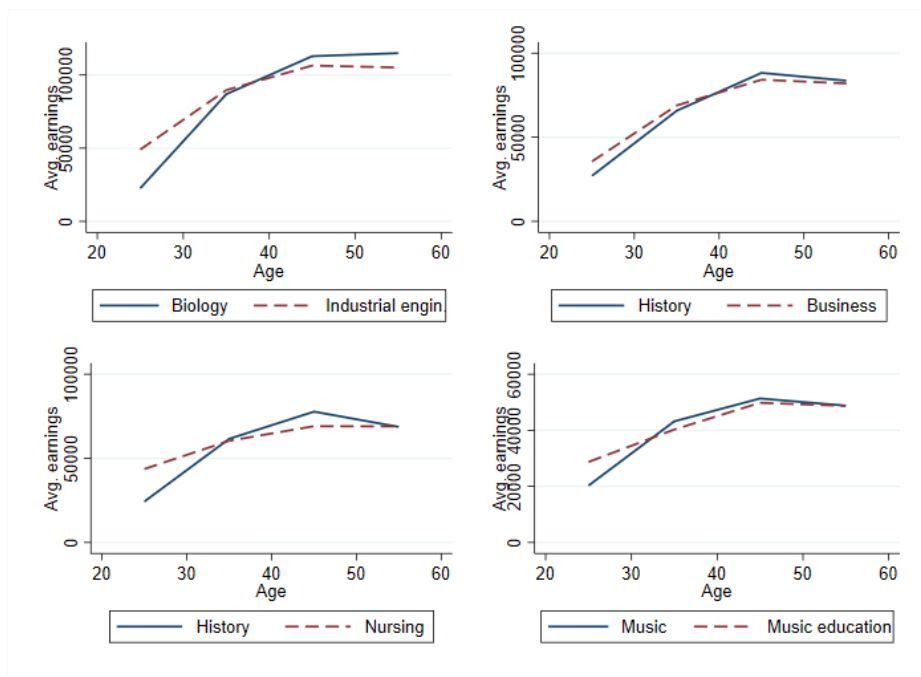 Avg. earnings
100000
50000
0
20 30 40 50 60
Age
Biology Industrial engin.
Avg. earnings
100000
50000
0
20 30 40 50 60
Age
History Business
Avg. earnings
100000
50000
0
20 30 40 50 60
Age
History Nursing
Avg. earnings
60000
40000
20000
0
20 30 40 50 60
Age
Music Music education